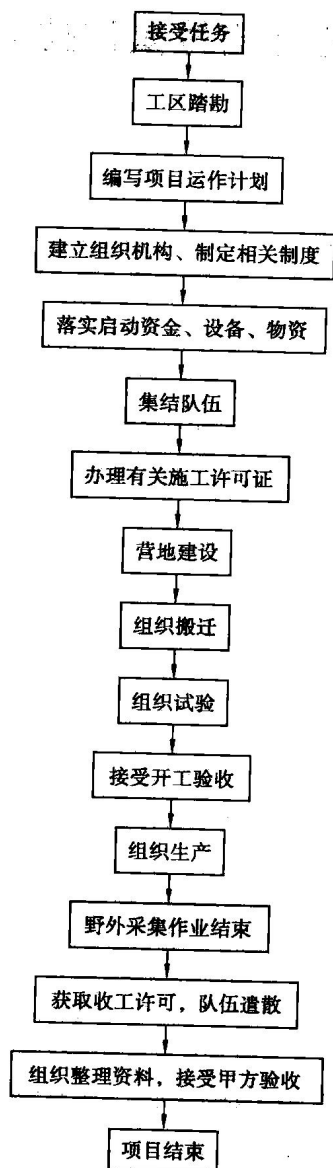 接受任务
工区踏勘
编写项目运作计划
建立组织机构、制定相关制度
落实启动资金、设备、物资
集结队伍
办理有关施工许可证
营地建设
组织搬迁
组织试验
接受开工验收
组织生产
野外采集作业结束
获取收工许可，队伍遣散
组织整理资料，接受甲方验收
项目结束